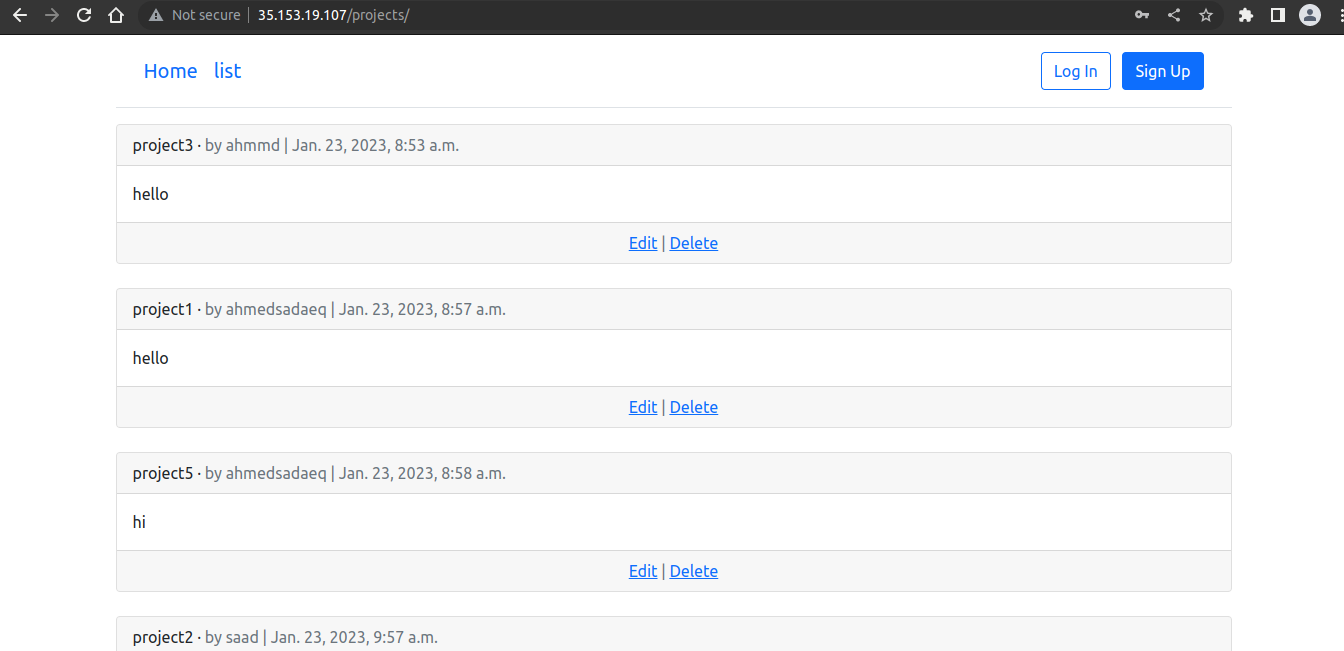 Not secure | 35.153.19.107/projects/
Home list Log In Sign Up
project3 · by ahmmd | Jan. 23, 2023, 8:53 a.m.
hello
Edit | Delete
project1 · by ahmedsadaeq | Jan. 23, 2023, 8:57 a.m.
hello
Edit | Delete
project5 · by ahmedsadaeq | Jan. 23, 2023, 8:58 a.m.
hi
Edit | Delete
project2 · by saad | Jan. 23, 2023, 9:57 a.m.